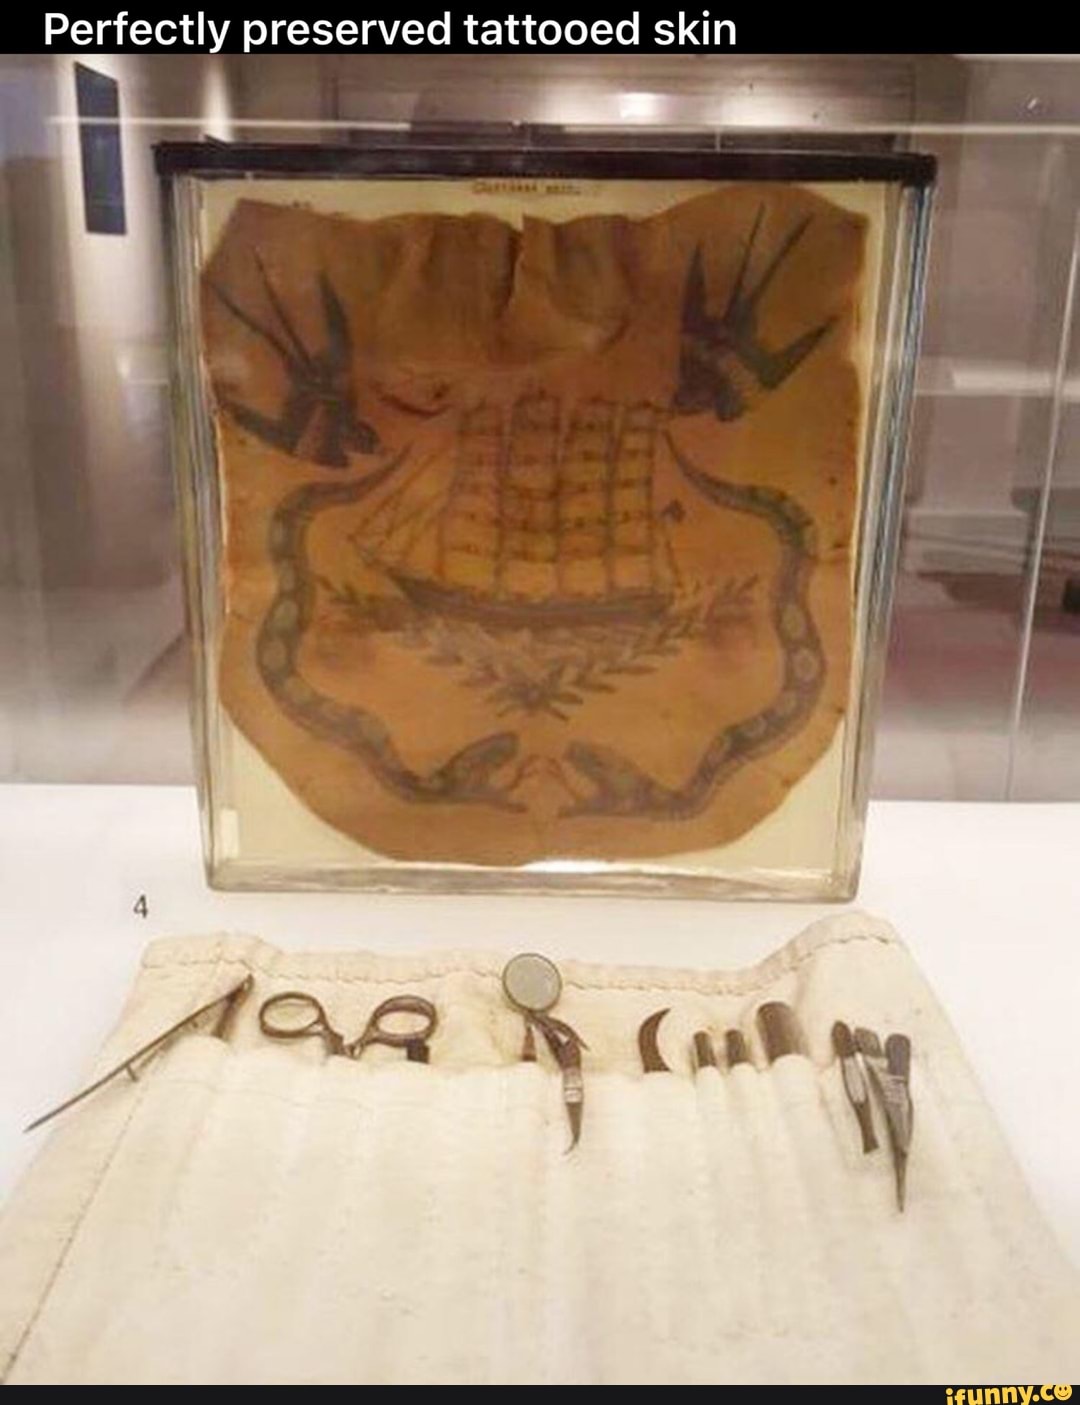 Perfectly preserved tattooed skin
4
ifunny.co